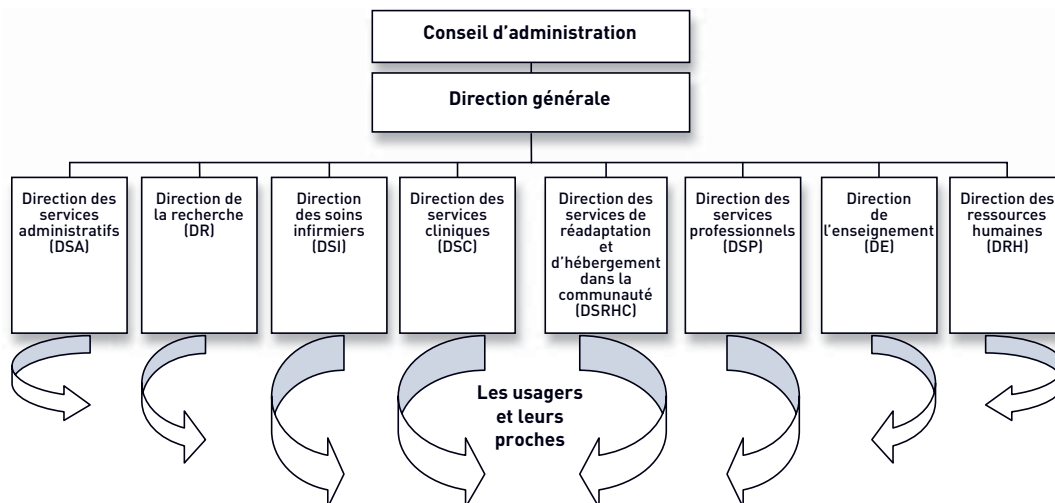 Conseil d'administration
Direction générale
Direction des
services
administratifs
(DSA)
Direction de
la recherche
(DR)
Direction
des soins
infirmiers
(DSI)
Direction des
services
cliniques
(DSC)
Direction des
services de
réadaptation
et
d'hébergement
dans la
communauté
(DSRHC)
Direction des
services
professionnels
(DSP)
Direction
de
l'enseignement
(DE)
Direction des
ressources
humaines
(DRH)
Les usagers
et leurs
proches